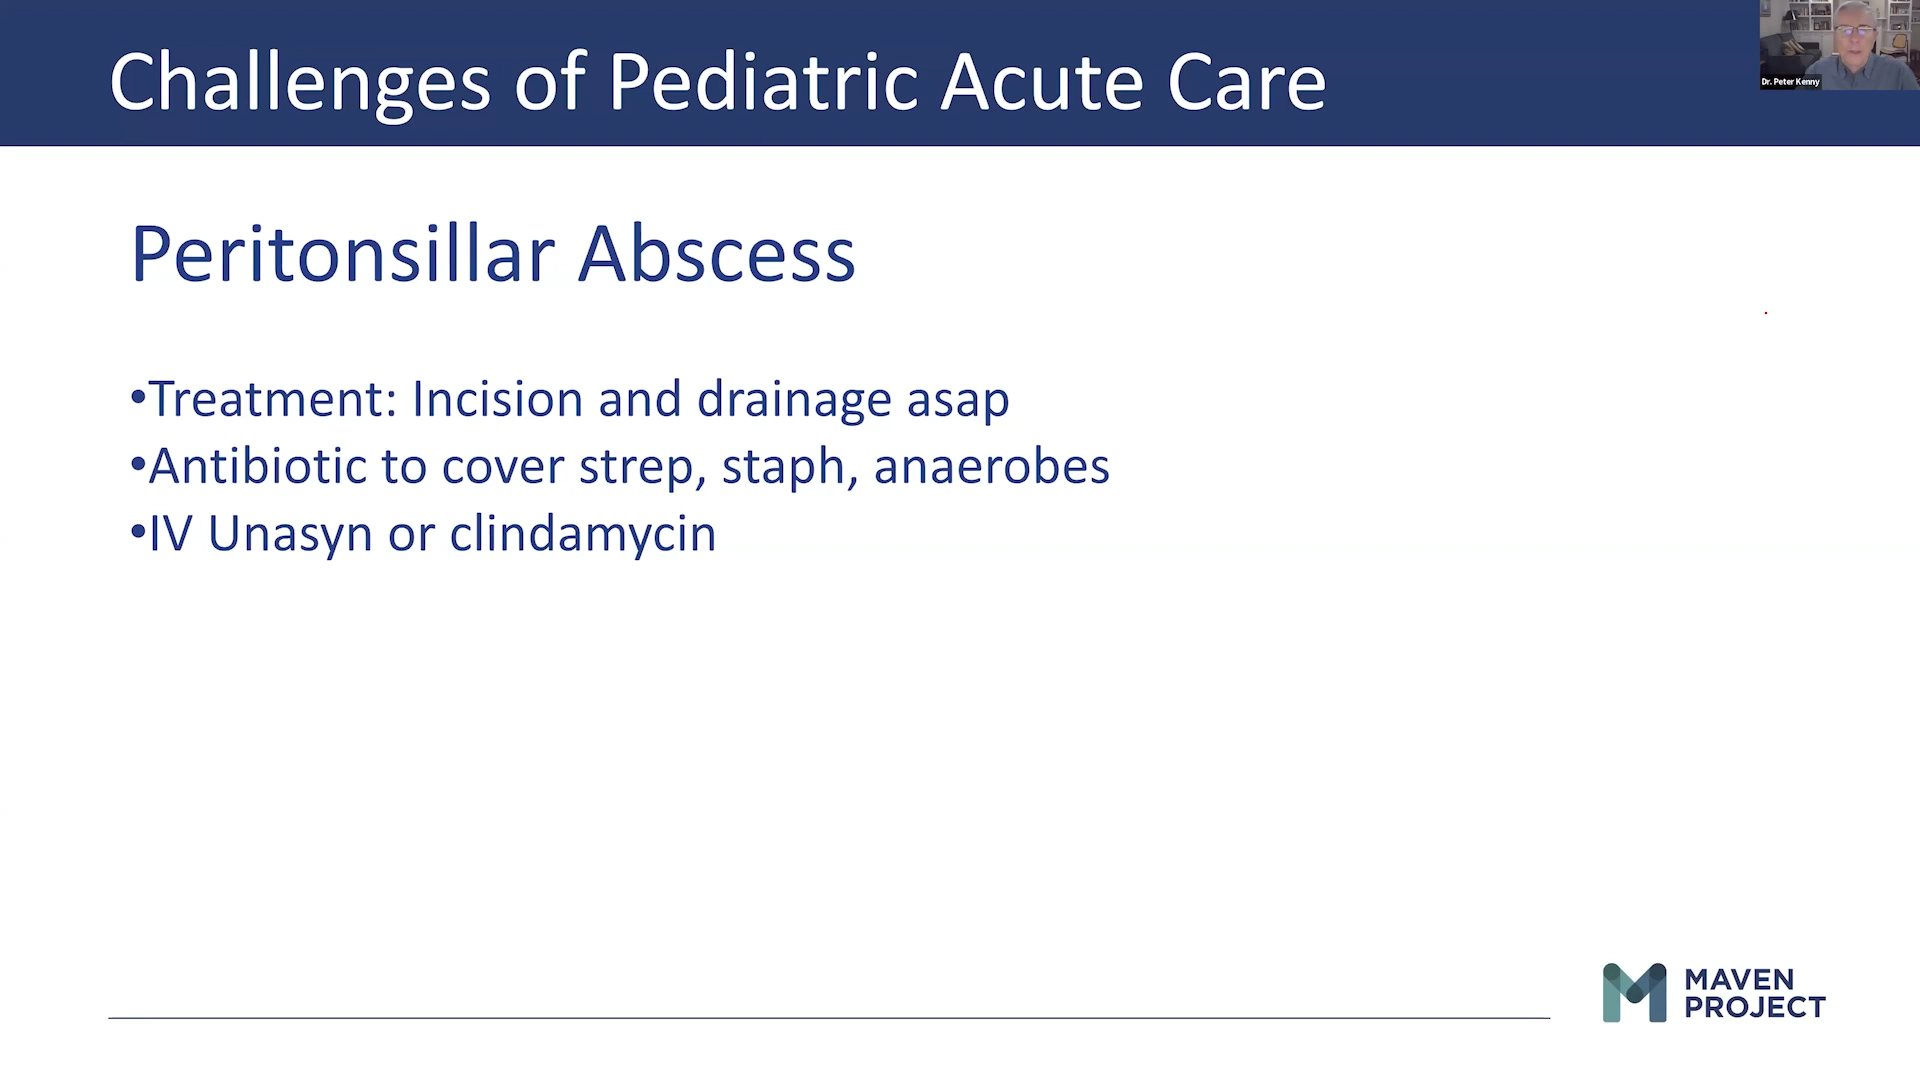 Challenges of Pediatric Acute Care
Dr. Peter Kenny
Peritonsillar Abscess
•Treatment: Incision and drainage asap
•Antibiotic to cover strep, staph, anaerobes
•IV Unasyn or clindamycin
MAVEN
PROJECT